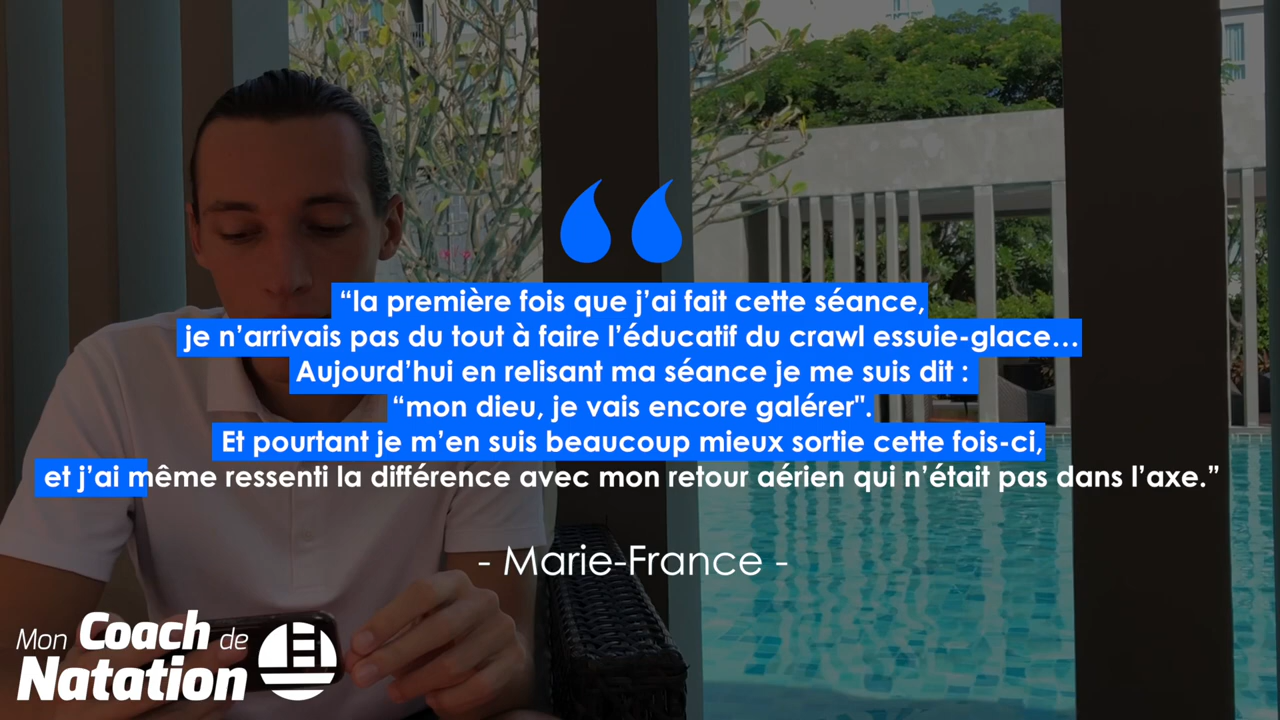 “la première fois que j’ai fait cette séance,
je n’arrivais pas du tout à faire l’éducatif du crawl essuie-glace...
Aujourd’hui en relisant ma séance je me suis dit :
“mon dieu, je vais encore galérer".
Et pourtant je m’en suis beaucoup mieux sortie cette fois-ci,
et j’ai même ressenti la différence avec mon retour aérien qui n’était pas dans l’axe.”
- Marie-France -
Mon Coach de
Natation